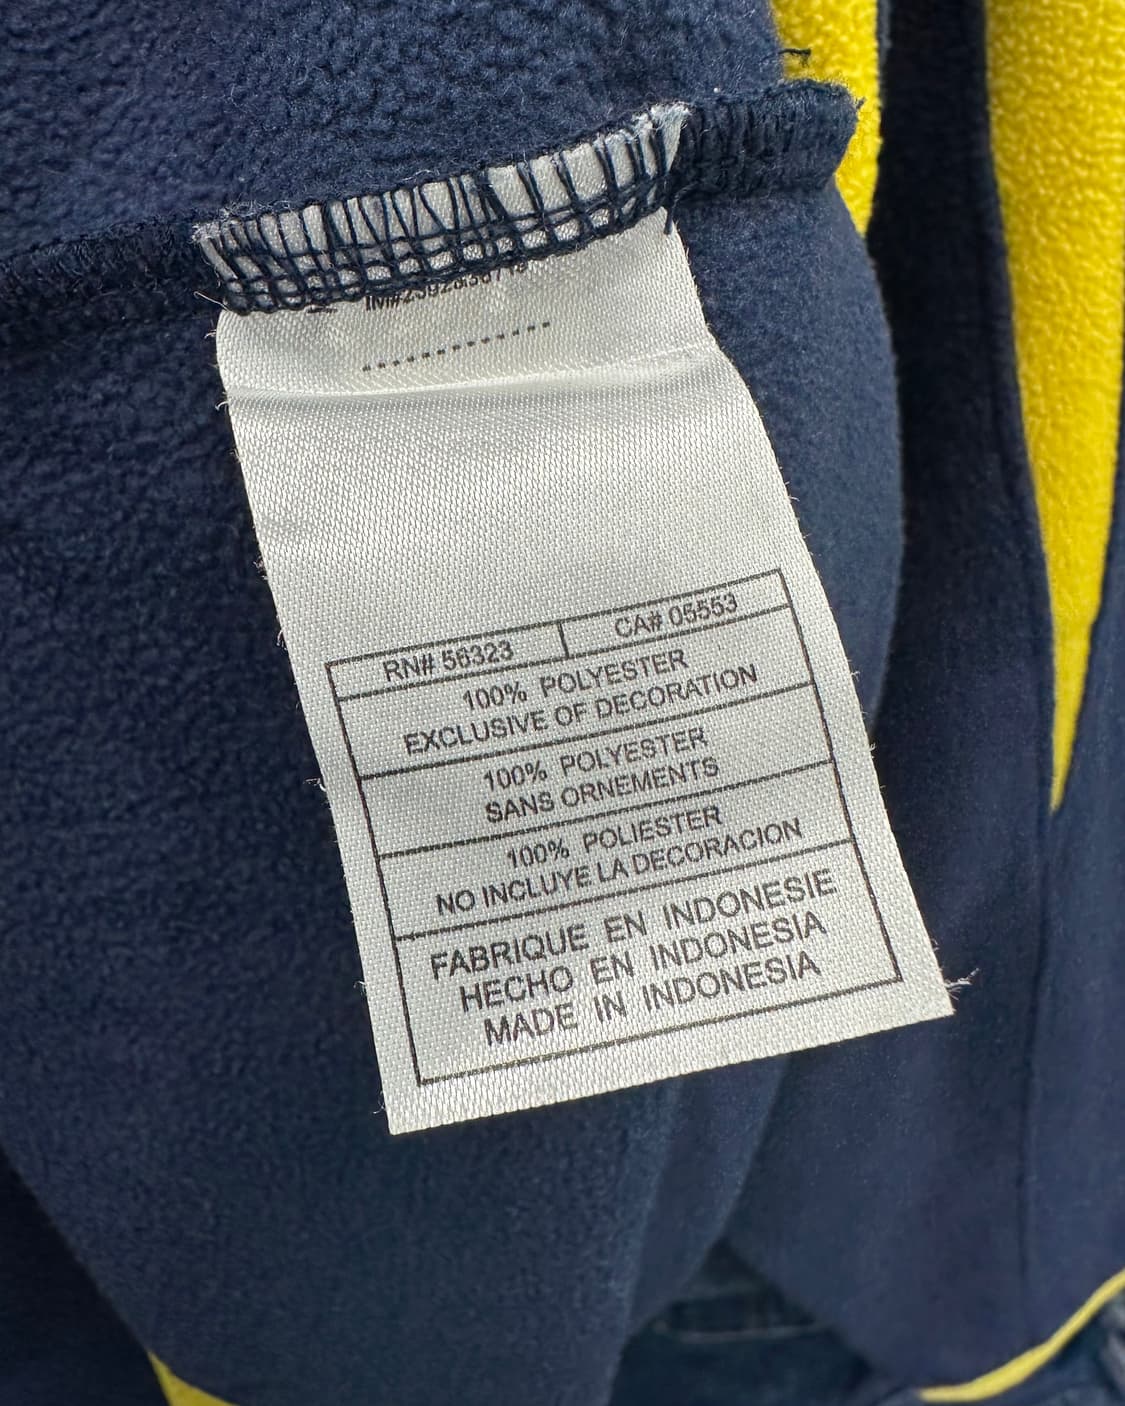 RN# 56323
CA# 05553
100% POLYESTER
EXCLUSIVE OF DECORATION
100% POLYESTER
SANS ORNEMENTS
100% POLIESTER
NO INCLUYE LA DECORACION
FABRIQUE EN INDONESIE
HECHO EN INDONESIA
MADE IN INDONESIA